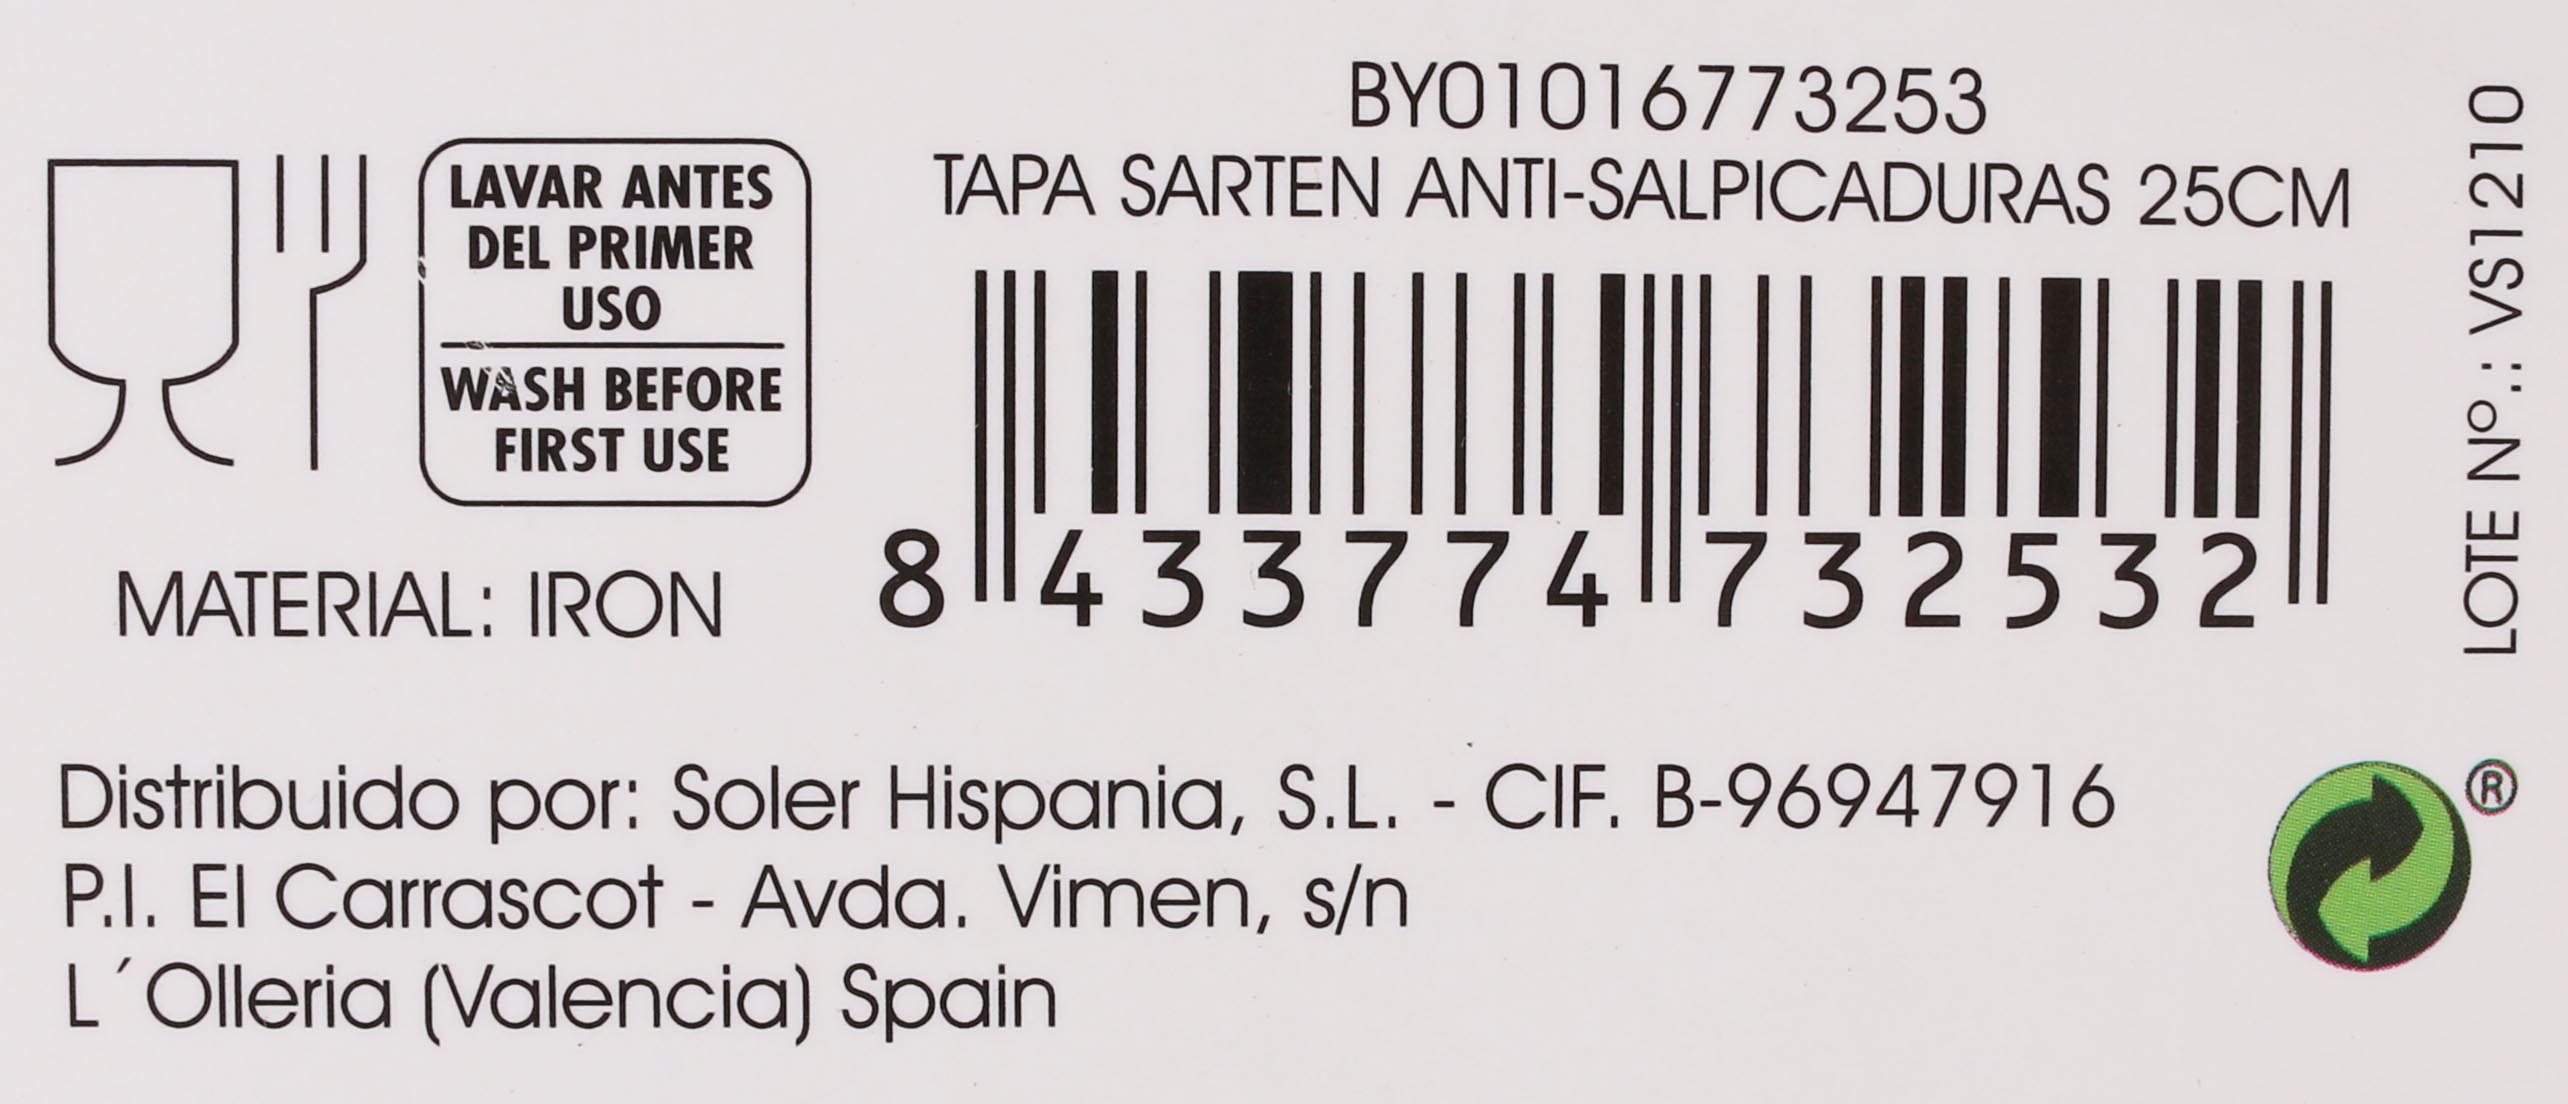 LAVAR ANTES
DEL PRIMER
USO
WASH BEFORE
FIRST USE
MATERIAL: IRON
BY01016773253
TAPA SARTEN ANTI-SALPICADURAS 25CM
8 433774 732532
LOTE Nº.: VS1210
Distribuido por: Soler Hispania, S.L. - CIF. B-96947916
P.I. El Carrascot - Avda. Vimen, s/n
L´Olleria (Valencia) Spain
®